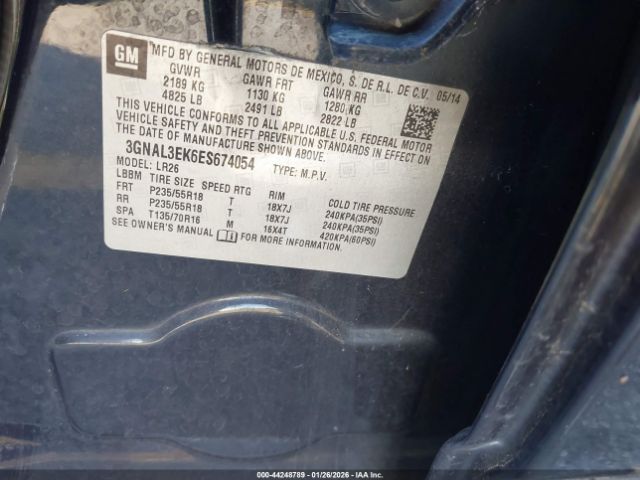 GM
MFD BY GENERAL MOTORS DE MEXICO, S. DE R.L. DE C.V. 05/14
GVWR GAWR FRT GAWR RR
2189 KG 1130 KG 1280 KG
4825 LB 2491 LB 2822 LB
THIS VEHICLE CONFORMS TO ALL APPLICABLE U.S. FEDERAL MOTOR
VEHICLE SAFETY AND THEFT PREVENTION STANDARDS IN EFFECT
ON THE DATE OF MANUFACTURE SHOWN ABOVE.
3GNAL3EK6ES674054 TYPE: M.P.V.
MODEL: LR26
LBBM TIRE SIZE SPEED RTG RIM COLD TIRE PRESSURE
FRT P235/55R18 T 18X7J 240KPA(35PSI)
RR P235/55R18 T 18X7J 240KPA(35PSI)
SPA T135/70R16 M 16X4T 420KPA(60PSI)
SEE OWNER'S MANUAL FOR MORE INFORMATION.
000-44248789 - 01/26/2026 - IAA Inc.